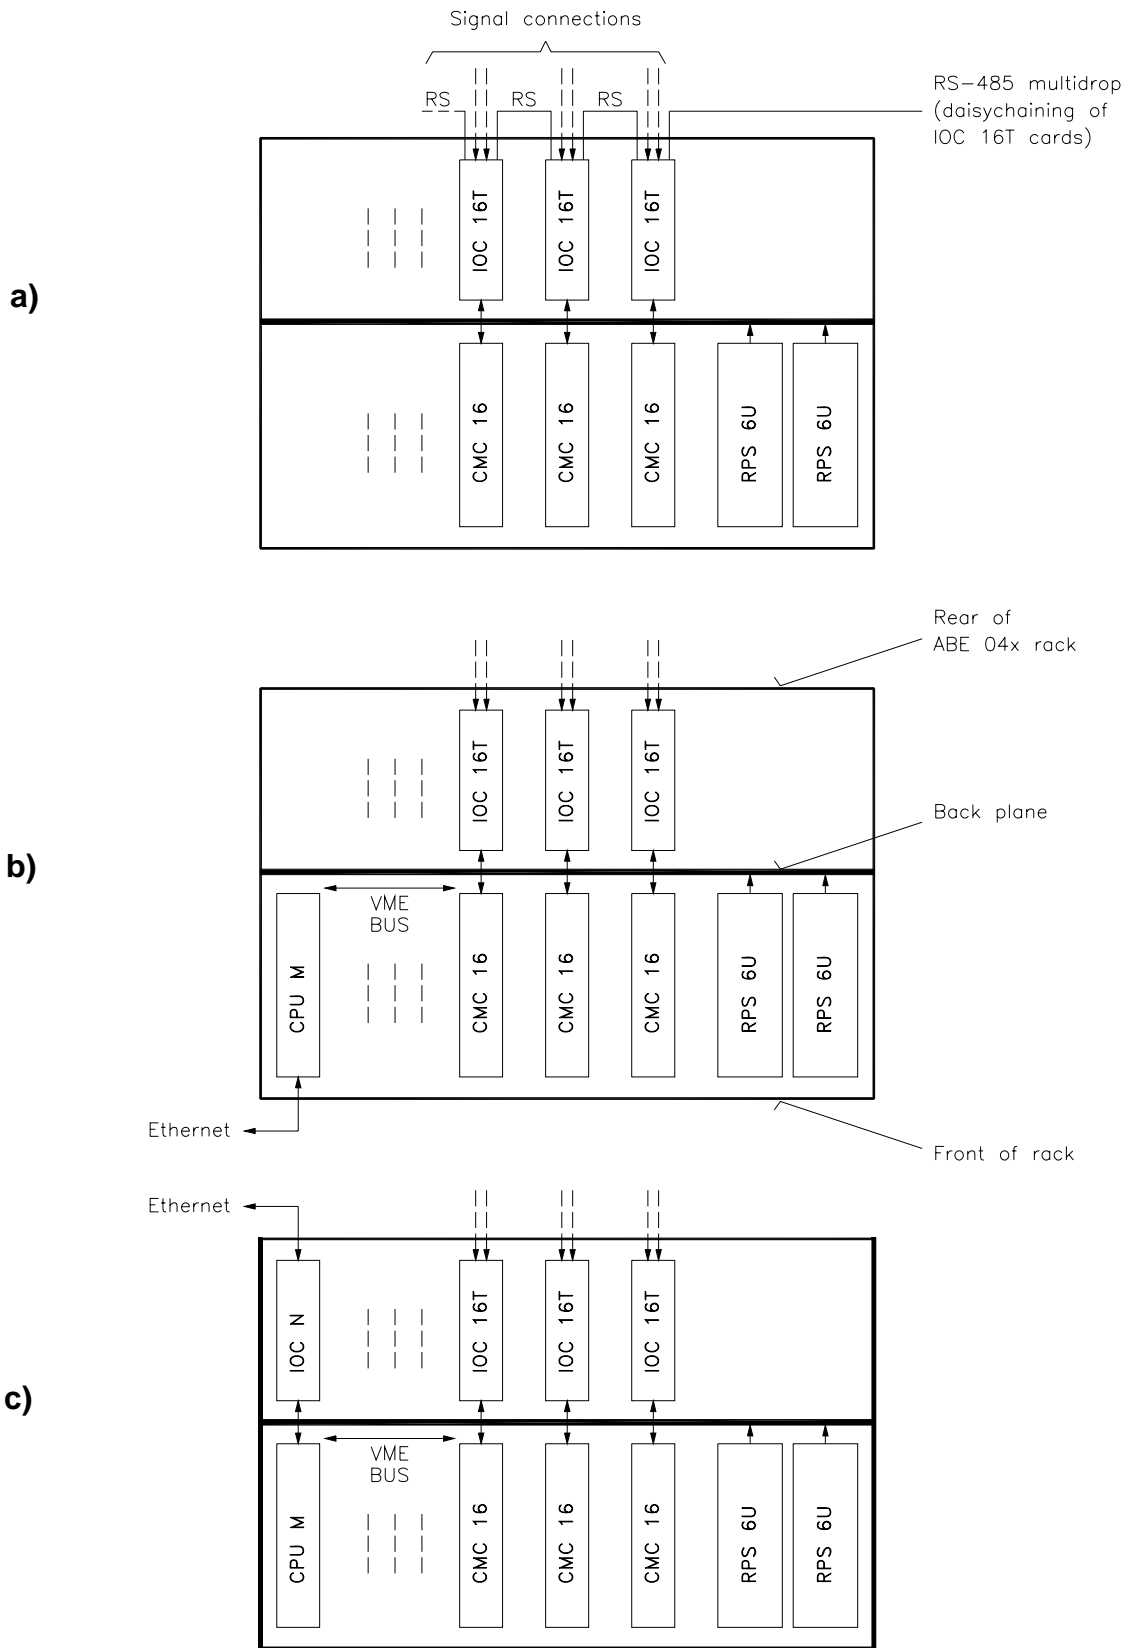 Signal connections
RS RS RS
RS-485 multidrop
(daisychaining of
IOC 16T cards)
IOC 16T IOC 16T IOC 16T
a)
CMC 16 CMC 16 CMC 16 RPS 6U RPS 6U
Rear of
ABE 04x rack
IOC 16T IOC 16T IOC 16T
Back plane
b)
VME
BUS
CPU M CMC 16 CMC 16 CMC 16 RPS 6U RPS 6U
Ethernet
Front of rack
Ethernet
IOC N IOC 16T IOC 16T IOC 16T
c)
VME
BUS
CPU M CMC 16 CMC 16 CMC 16 RPS 6U RPS 6U